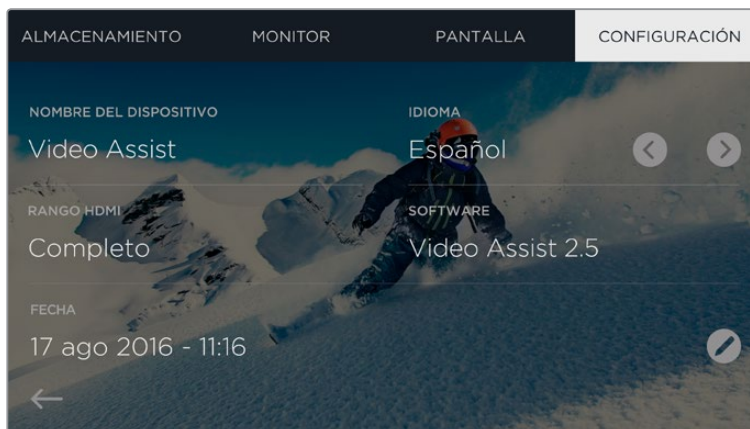 ALMACENAMIENTO MONITOR PANTALLA CONFIGURACIÓN
NOMBRE DEL DISPOSITIVO
Video Assist
IDIOMA
Español
RANGO HDMI
Completo
SOFTWARE
Video Assist 2.5
FECHA
17 ago 2016 - 11:16